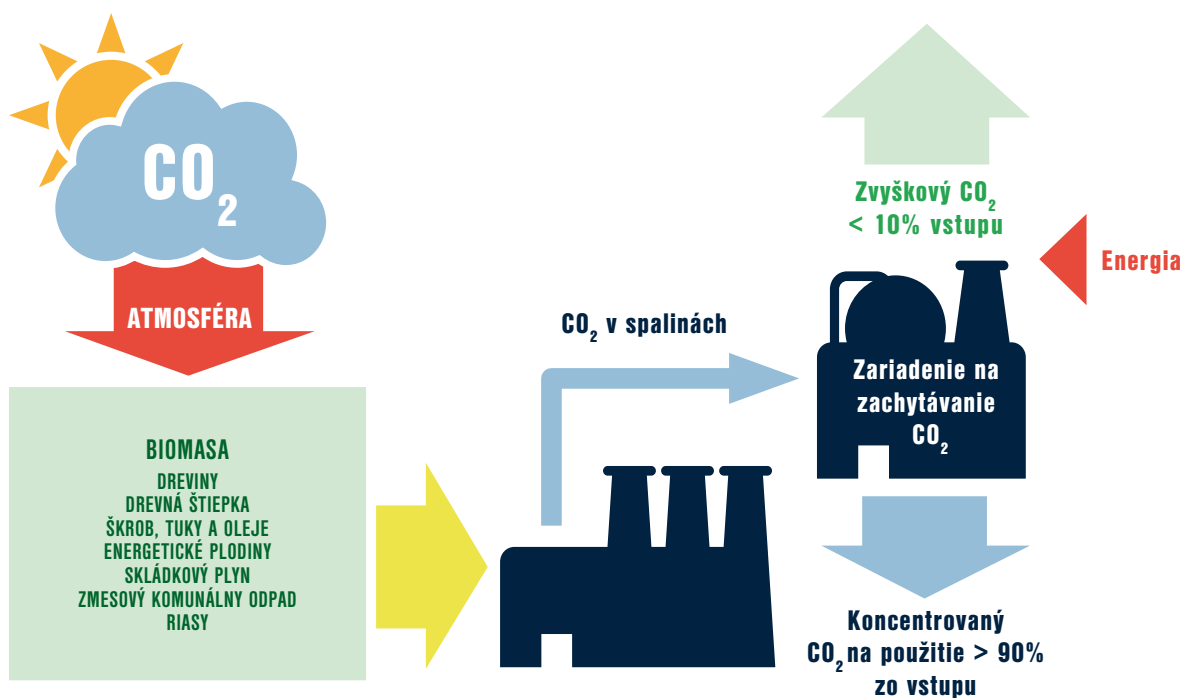 CO₂
ATMOSFÉRA
BIOMASA
DREVINY
DREVNÁ ŠTIEPKA
ŠKROB, TUKY A OLEJE
ENERGETICKÉ PLODINY
SKLÁDKOVÝ PLYN
ZMESOVÝ KOMUNÁLNY ODPAD
RIASY
CO₂ v spalinách
Zvyškový CO₂
< 10% vstupu
Energia
Zariadenie na
zachytávanie
CO₂
Koncentrovaný
CO₂ na použitie > 90%
zo vstupu